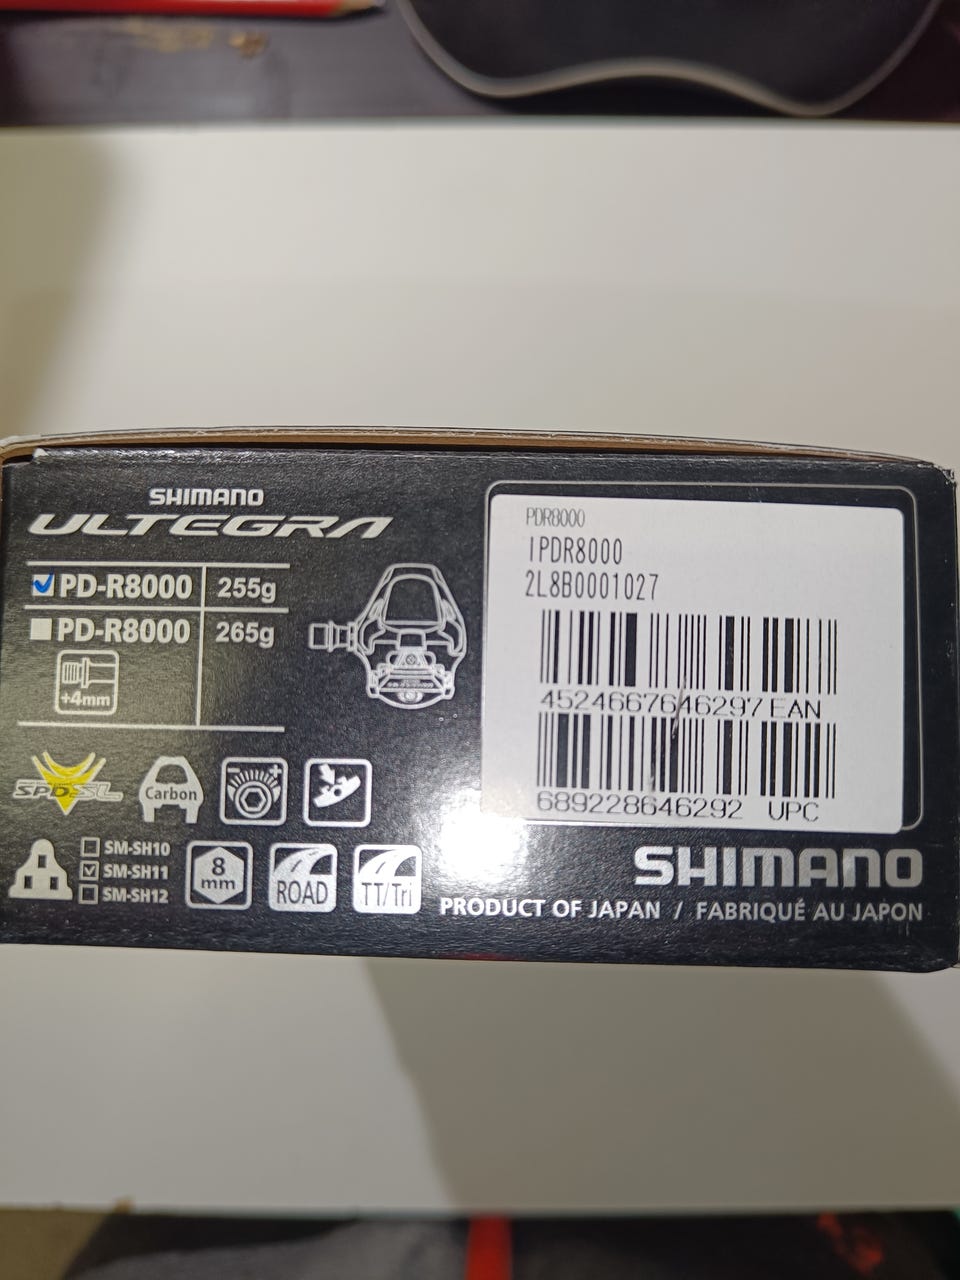 SHIMANO
ULTEGRA
PD-R8000 255g
PD-R8000 265g
+4mm
SPD-SL
Carbon
SM-SH10
SM-SH11
SM-SH12
8
mm
ROAD
TT/Tri
PDR8000
1PDR8000
2L8B0001027
4524667646297 EAN
689228646292 UPC
SHIMANO
PRODUCT OF JAPAN / FABRIQUÉ AU JAPON